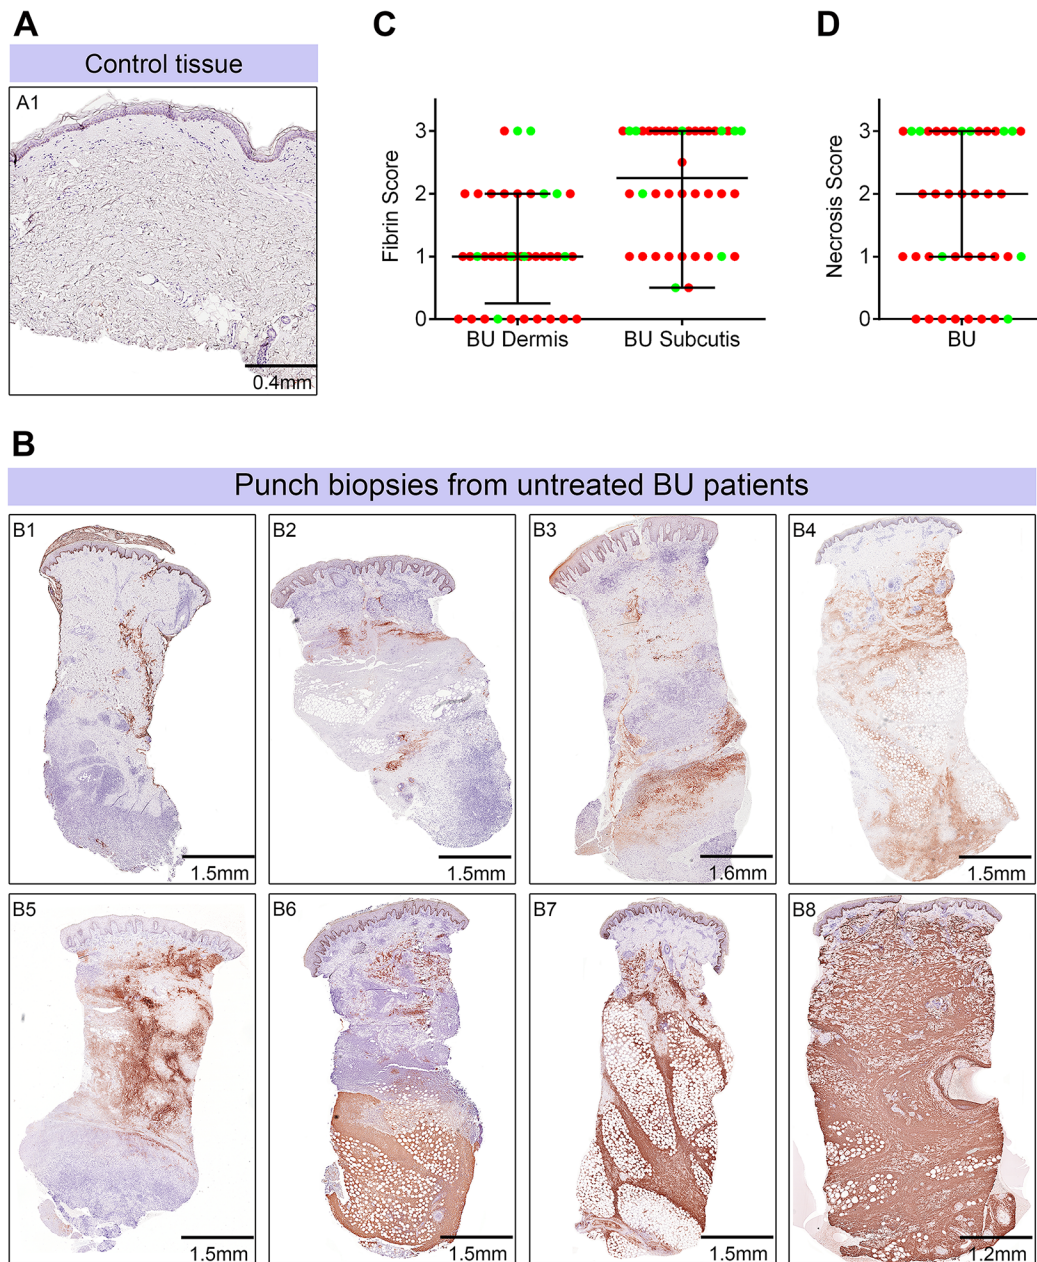 A
Control tissue
A1
0.4mm
C
Fibrin Score
3
2
1
0
BU Dermis
BU Subcutis
D
Necrosis Score
3
2
1
0
BU
B
Punch biopsies from untreated BU patients
B1
1.5mm
B2
1.5mm
B3
1.6mm
B4
1.5mm
B5
1.5mm
B6
1.5mm
B7
1.5mm
B8
1.2mm